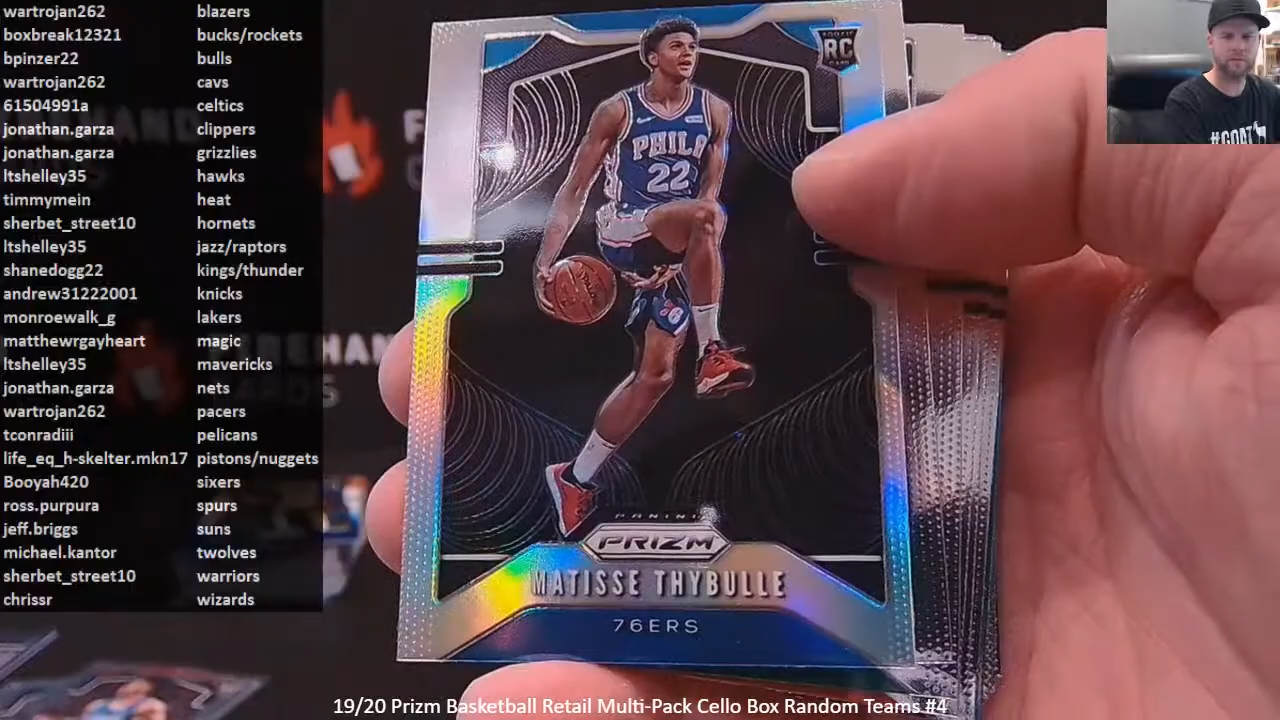 wartrojan262 blazers
boxbreak12321 bucks/rockets
bpinzer22 bulls
wartrojan262 cavs
61504991a celtics
jonathan.garza clippers
jonathan.garza grizzlies
ltshelley35 hawks
timmymein heat
sherbet_street10 hornets
ltshelley35 jazz/raptors
shanedogg22 kings/thunder
andrew31222001 knicks
monroewalk_g lakers
matthewrgayheart magic
ltshelley35 mavericks
jonathan.garza nets
wartrojan262 pacers
tconradiii pelicans
life_eq_h-skelter.mkn17 pistons/nuggets
Booyah420 sixers
ross.purpura spurs
jeff.briggs suns
michael.kantor twolves
sherbet_street10 warriors
chrissr wizards
RC
PHILA
22
PANINI
PRIZM
MATISSE THYBULLE
76ERS
#GOAT
19/20 Prizm Basketball Retail Multi-Pack Cello Box Random Teams #4